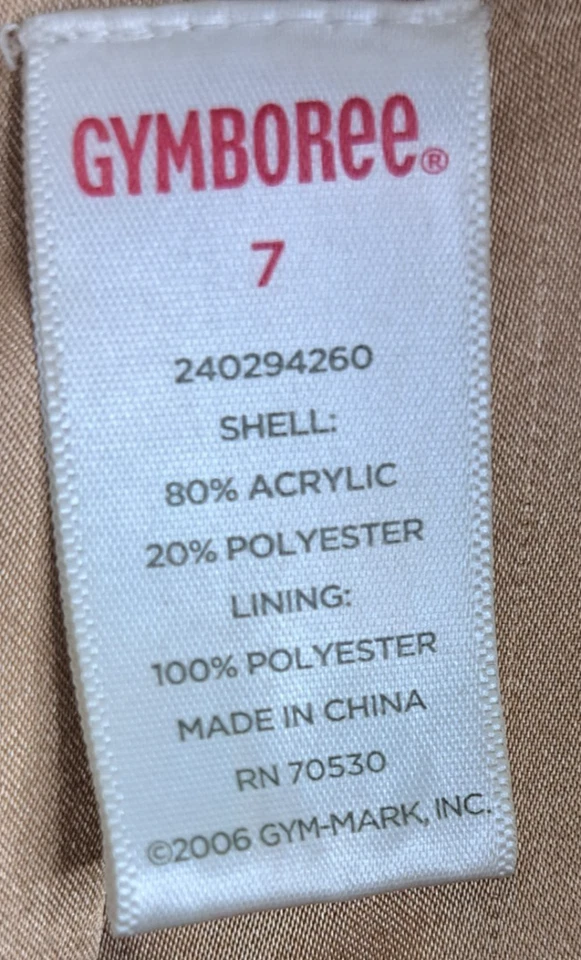 GYMBOREE®
7
240294260
SHELL:
80% ACRYLIC
20% POLYESTER
LINING:
100% POLYESTER
MADE IN CHINA
RN 70530
©2006 GYM-MARK, INC.